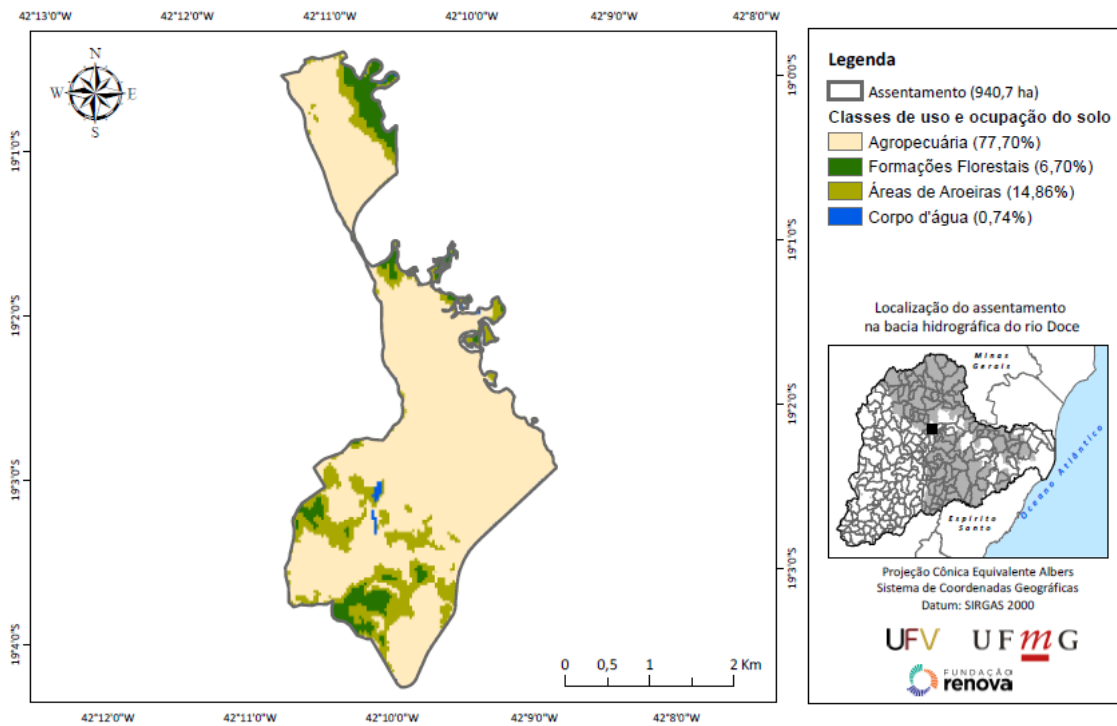 42°13'0"W 42°12'0"W 42°11'0"W 42°10'0"W 42°9'0"W 42°8'0"W
N
W E
S
19°1'0"S
19°2'0"S
19°3'0"S
19°4'0"S
19°0'0"S
19°1'0"S
19°2'0"S
19°3'0"S
0 0,5 1 2 Km
42°12'0"W 42°11'0"W 42°10'0"W 42°9'0"W 42°8'0"W
Legenda
Assentamento (940,7 ha)
Classes de uso e ocupação do solo
Agropecuária (77,70%)
Formações Florestais (6,70%)
Áreas de Aroeiras (14,86%)
Corpo d'água (0,74%)
Localização do assentamento
na bacia hidrográfica do rio Doce
Minas
Gerais
Oceano Atlântico
Espírito
Santo
Projeção Cônica Equivalente Albers
Sistema de Coordenadas Geográficas
Datum: SIRGAS 2000
UFV UFmG
FUNDAÇÃO
renova